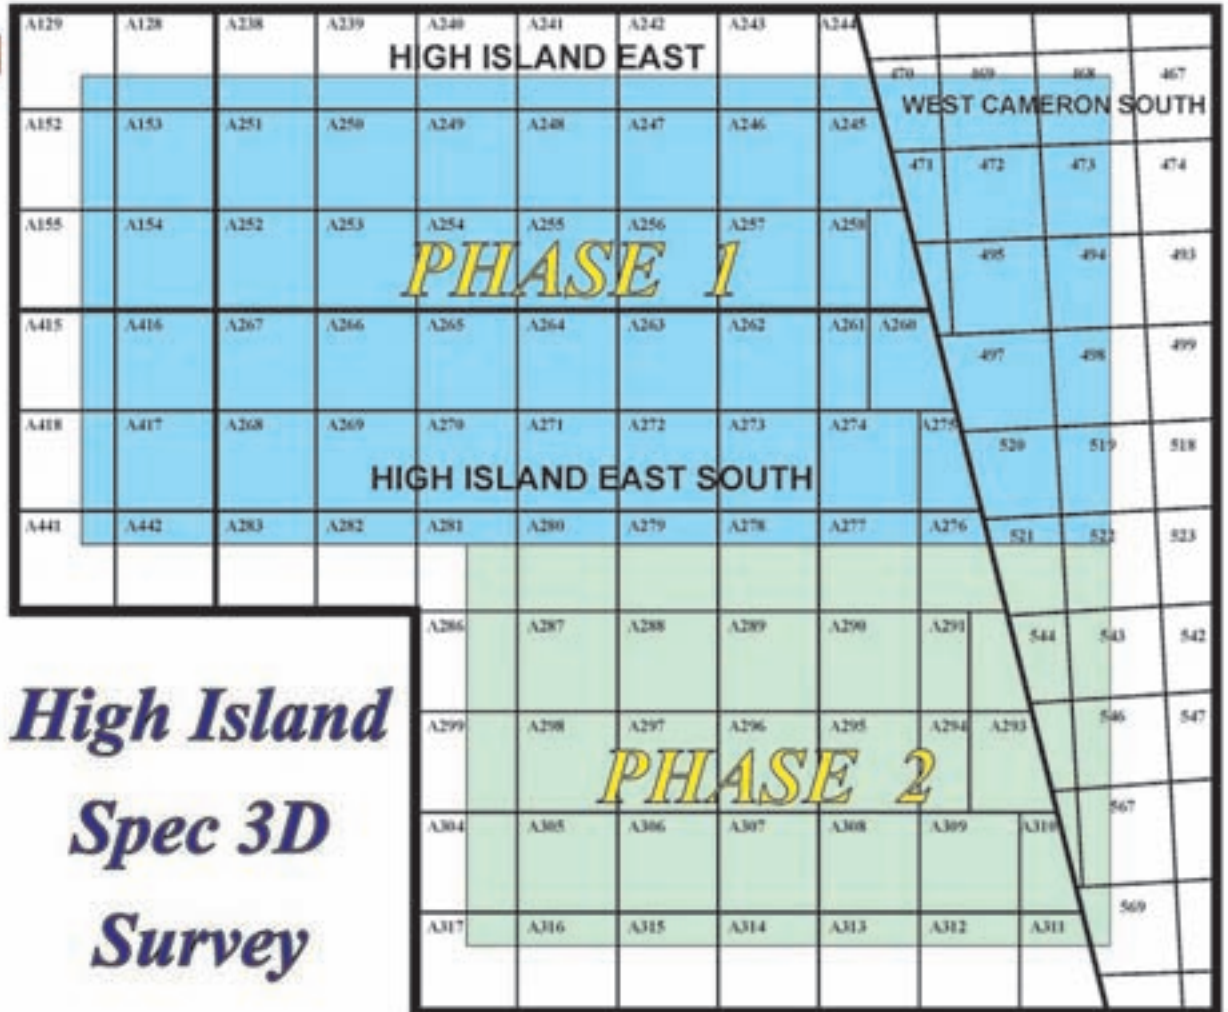 A129 A128 A238 A239 A240 A241 A242 A243 A244
HIGH ISLAND EAST
470 469 468 467
WEST CAMERON SOUTH
A152 A153 A251 A250 A249 A248 A247 A246 A245
471 472 473 474
A155 A154 A252 A253 A254 A255 A256 A257 A258
495 494 493
PHASE 1
A415 A416 A267 A266 A265 A264 A263 A262 A261 A260
497 498 499
A418 A417 A268 A269 A270 A271 A272 A273 A274 A275
520 519 518
HIGH ISLAND EAST SOUTH
A441 A442 A283 A282 A281 A280 A279 A278 A277 A276
521 522 523
A286 A287 A288 A289 A290 A291
544 543 542
High Island
Spec 3D
Survey
A299 A298 A297 A296 A295 A294 A293
546 547
PHASE 2
567
A304 A305 A306 A307 A308 A309 A310
569
A317 A316 A315 A314 A313 A312 A311